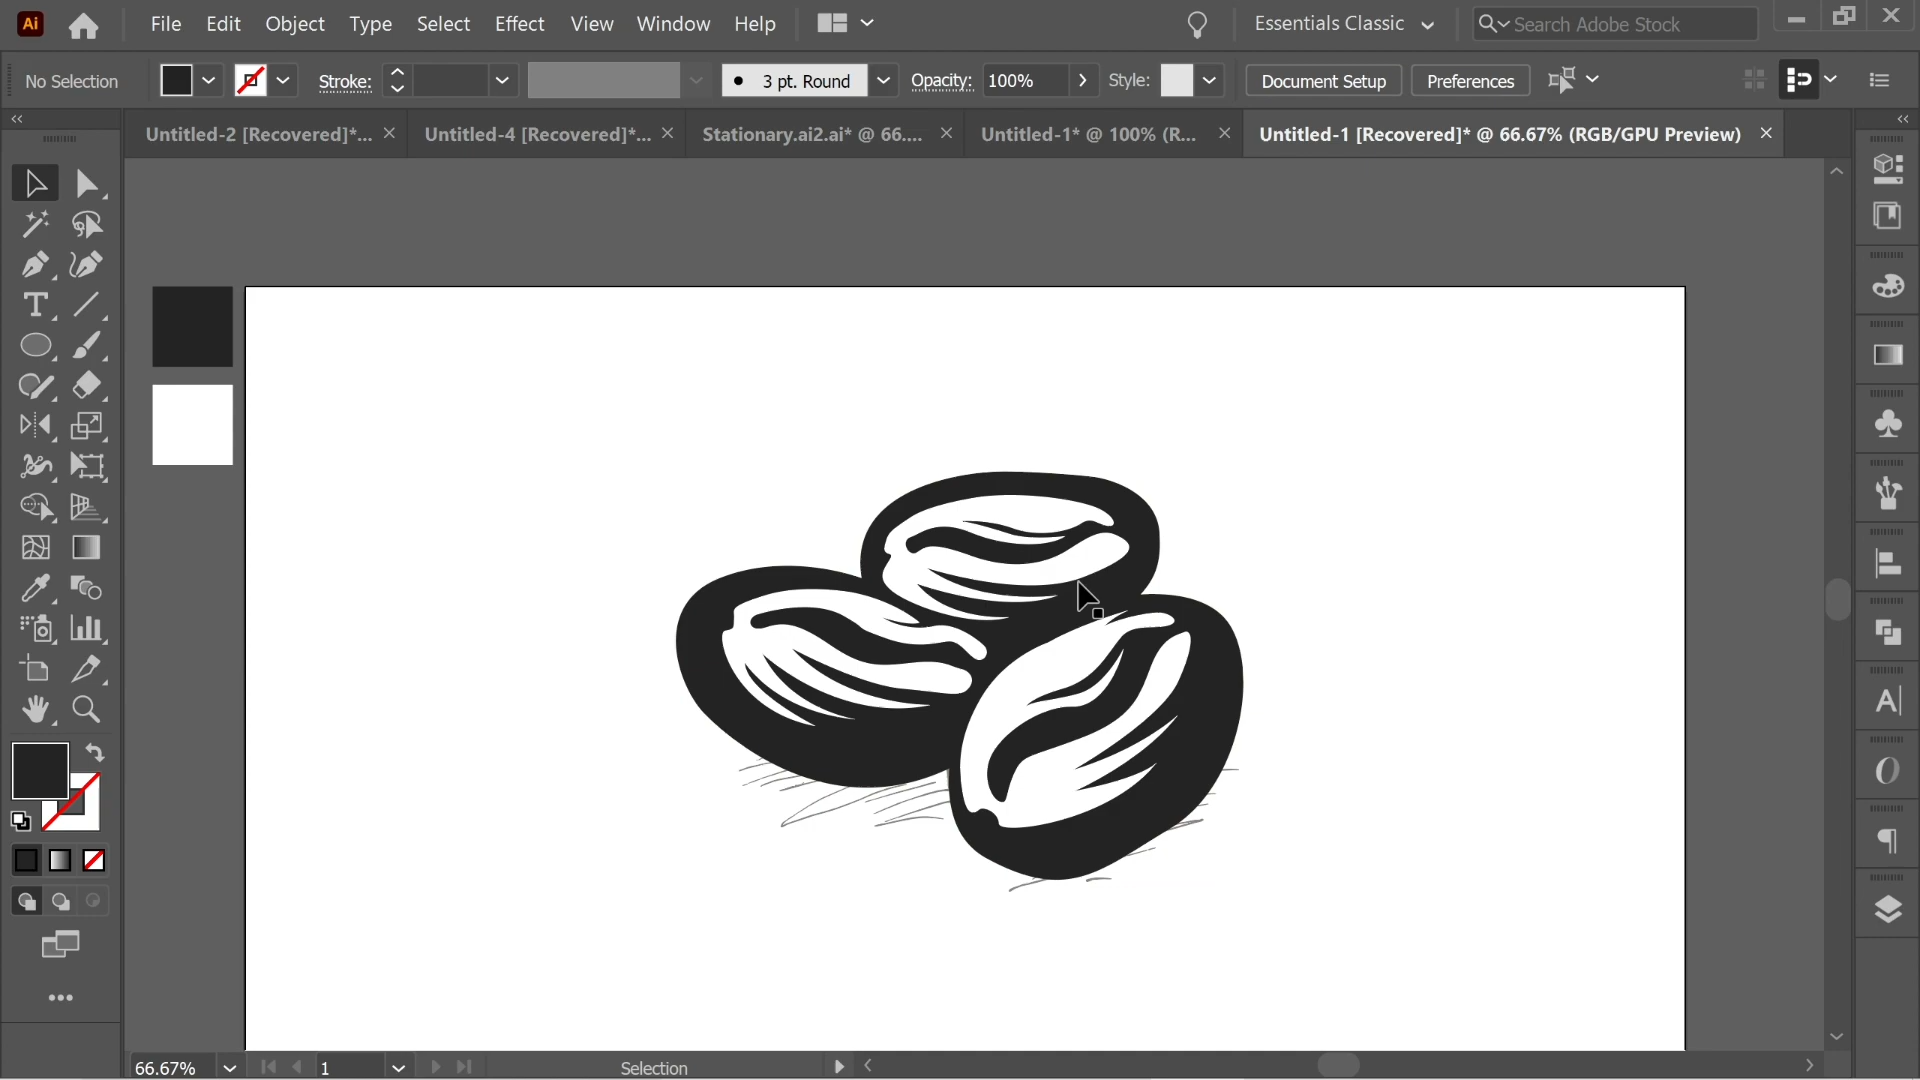 Ai File Edit Object Type Select Effect View Window Help Essentials Classic Search Adobe Stock
No Selection Stroke: 3 pt. Round Opacity: 100% Style: Document Setup Preferences
Untitled-2 [Recovered]*... Untitled-4 [Recovered]*... Stationary.ai2.ai* @ 66.... Untitled-1* @ 100% (R... Untitled-1 [Recovered]* @ 66.67% (RGB/GPU Preview)
66.67% 1 Selection